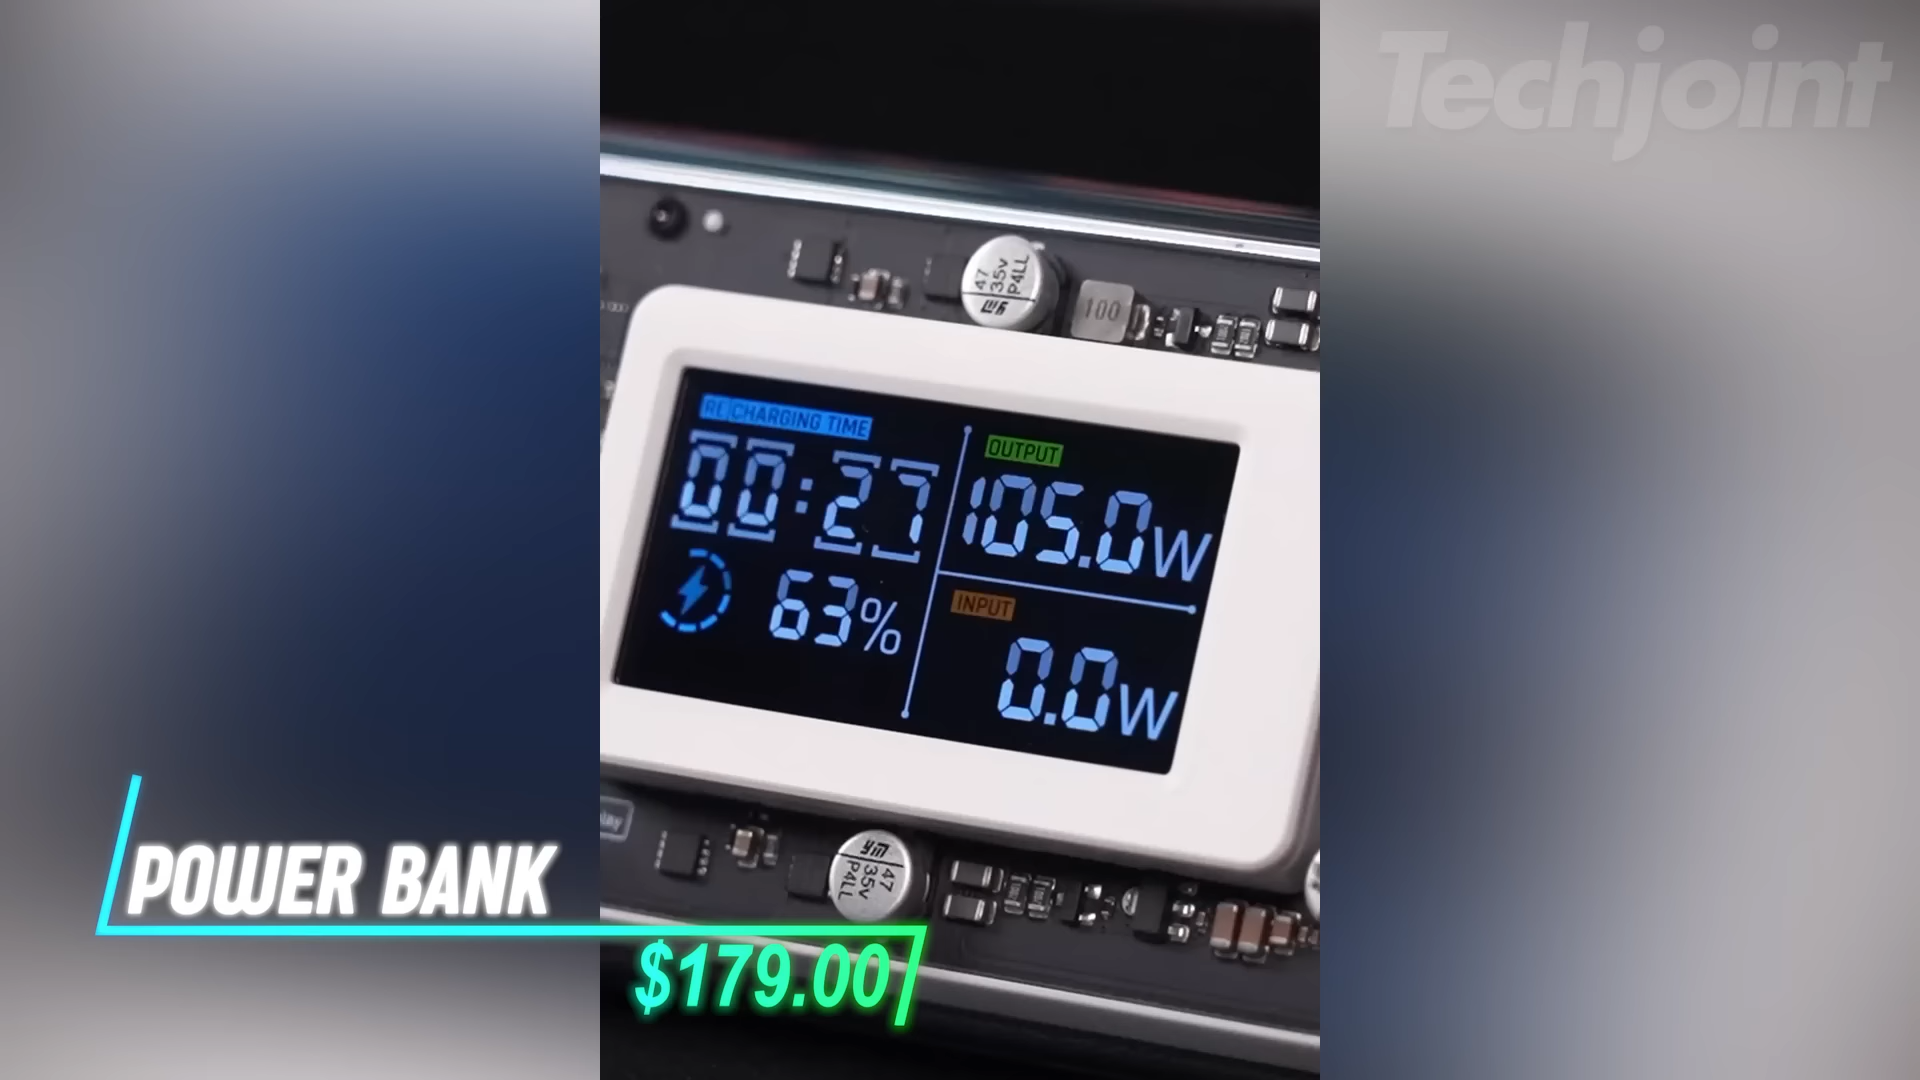 Techjoint
47
35v
P4LL
100
RE CHARGING TIME
00:27
OUTPUT
105.0W
63%
INPUT
0.0W
47
35v
P4LL
POWER BANK
$179.00